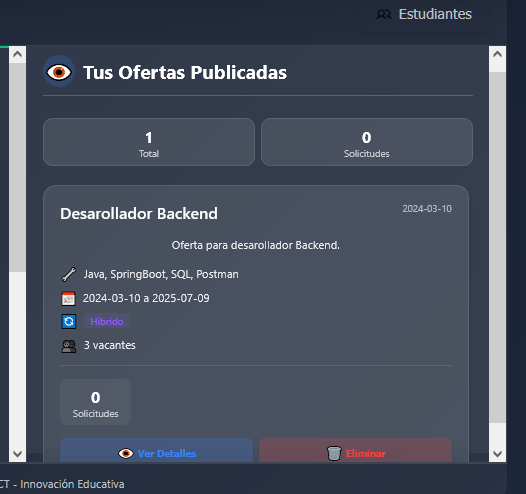 Estudiantes
Tus Ofertas Publicadas
1
Total
0
Solicitudes
Desarollador Backend
2024-03-10
Oferta para desarollador Backend.
Java, SpringBoot, SQL, Postman
2024-03-10 a 2025-07-09
Híbrido
3 vacantes
0
Solicitudes
Ver Detalles
Eliminar
CT - Innovación Educativa